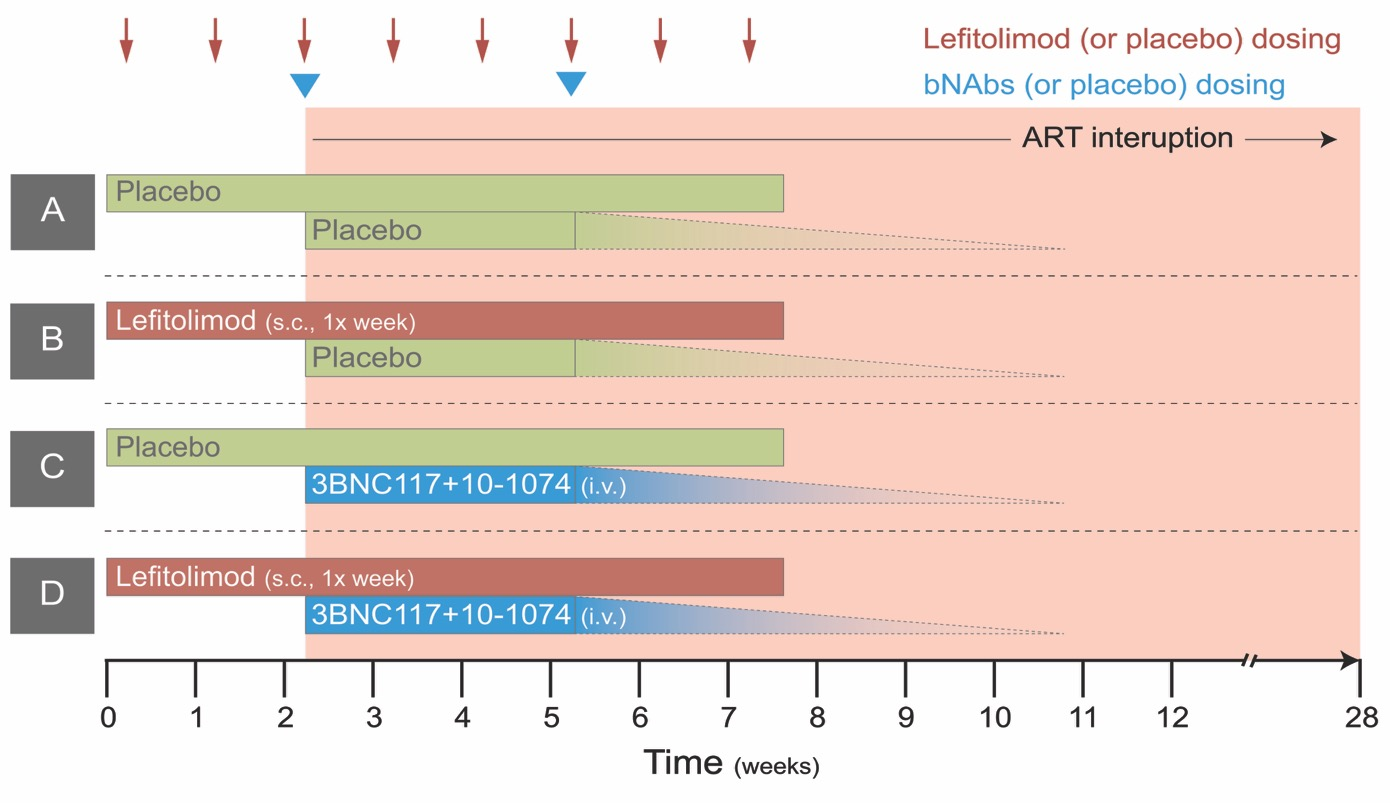 Lefitolimod (or placebo) dosing
bNAbs (or placebo) dosing
ART interuption
A
Placebo
Placebo
B
Lefitolimod (s.c., 1x week)
Placebo
C
Placebo
3BNC117+10-1074 (i.v.)
D
Lefitolimod (s.c., 1x week)
3BNC117+10-1074 (i.v.)
0 1 2 3 4 5 6 7 8 9 10 11 12 28
Time (weeks)